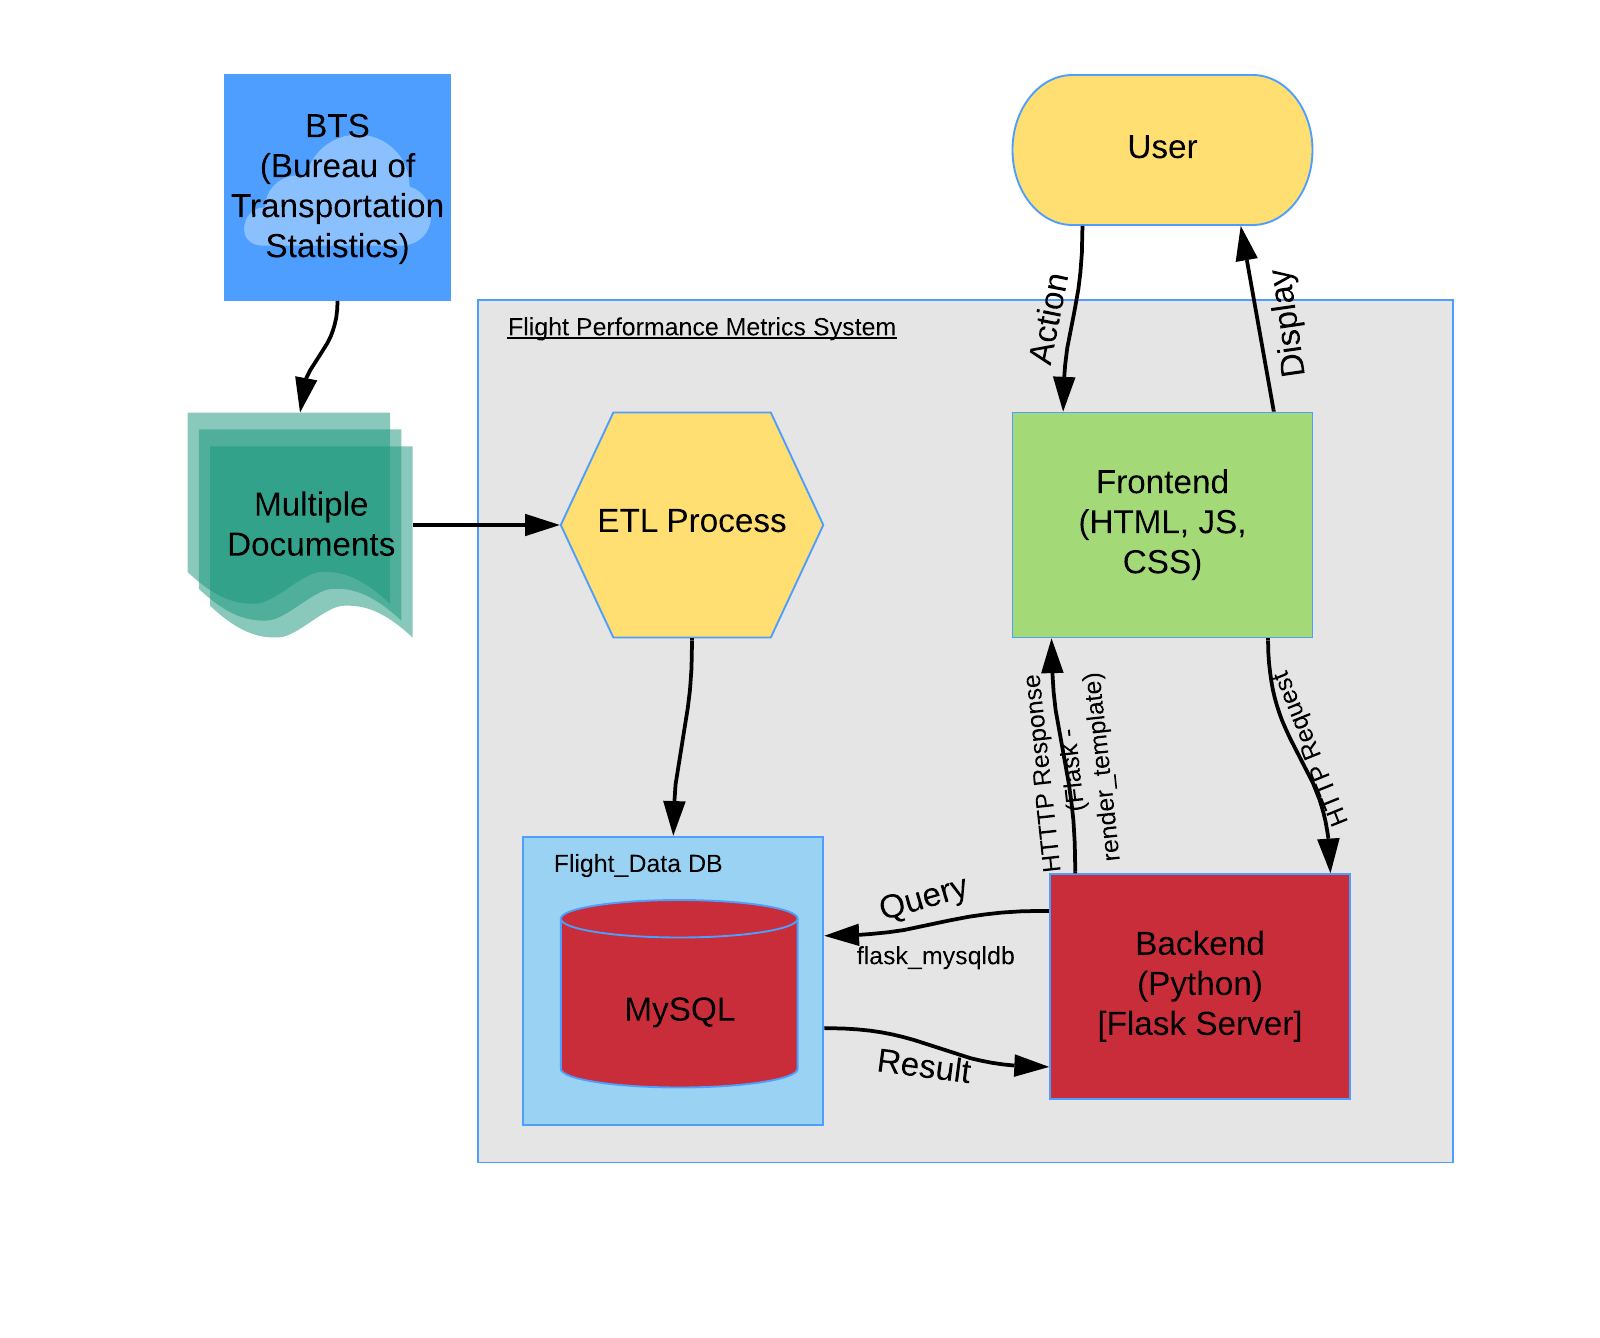 BTS
(Bureau of
Transportation
Statistics)
User
Action
Display
Flight Performance Metrics System
Multiple
Documents
ETL Process
Frontend
(HTML, JS,
CSS)
HTTTP Response
(Flask -
render_template)
HTTP Request
Flight_Data DB
MySQL
Query
flask_mysqldb
Result
Backend
(Python)
[Flask Server]